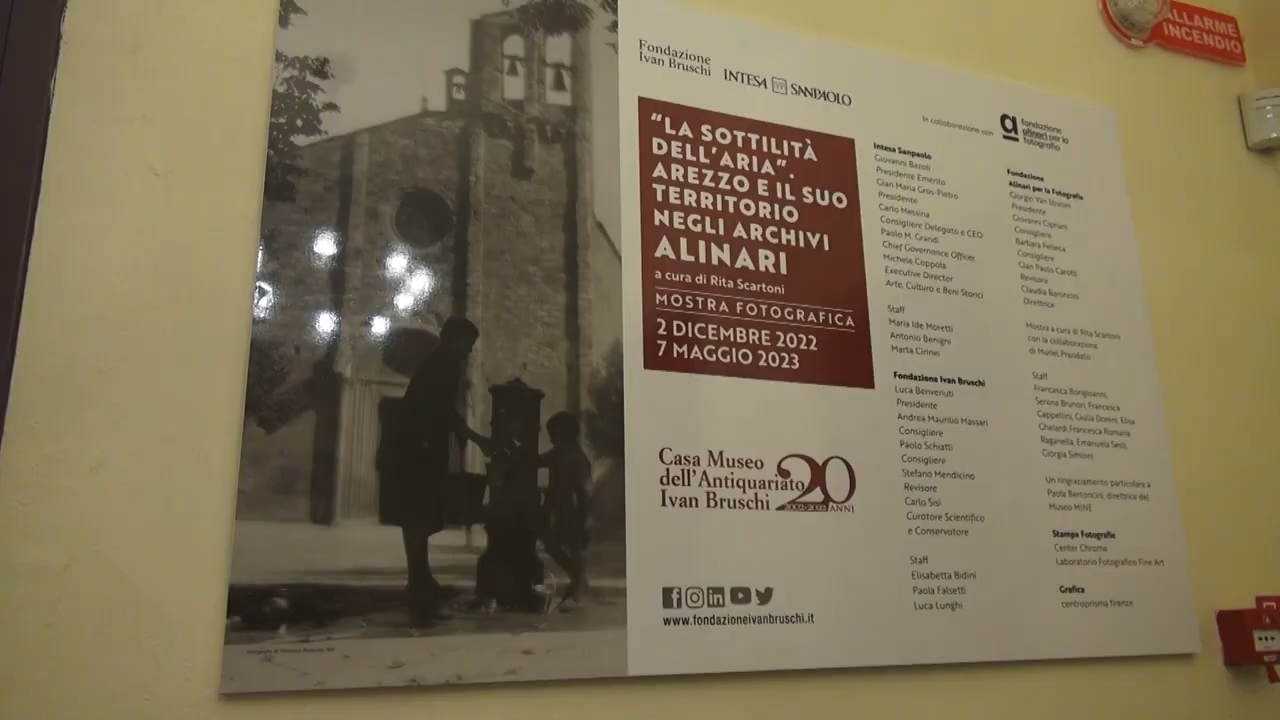 Fondazione
Ivan Bruschi
INTESA SANPAOLO
"LA SOTTILITÀ
DELL'ARIA".
AREZZO E IL SUO
TERRITORIO
NEGLI ARCHIVI
ALINARI
a cura di Rita Scartoni
MOSTRA FOTOGRAFICA
2 DICEMBRE 2022
7 MAGGIO 2023
Casa Museo
dell'Antiquariato
Ivan Bruschi
20
2002-2022 ANNI
www.fondazioneivanbruschi.it
In collaborazione con
a fondazione
alinari per la
fotografia
Intesa Sanpaolo
Giovanni Bazoli
Presidente Emerito
Gian Maria Gros-Pietro
Presidente
Carlo Messina
Consigliere Delegato e CEO
Paolo M. Grandi
Chief Governance Officer
Michele Coppola
Executive Director
Arte, Cultura e Beni Storici
Staff
Maria Ide Moretti
Antonio Benigni
Marta Cirinei
Fondazione Ivan Bruschi
Luca Benvenuti
Presidente
Andrea Maurilio Massari
Consigliere
Paolo Schiatti
Consigliere
Stefano Mendicino
Revisore
Carlo Sisi
Curatore Scientifico
e Conservatore
Staff
Elisabetta Bidini
Paola Falsetti
Luca Lunghi
Fondazione
Alinari per la Fotografia
Giorgio Van Straten
Presidente
Giovanni Cipriani
Consigliere
Barbara
Consigliere
Gian Paolo Carotti
Revisora
Claudia Baroncini
Direttrice
Mostra a cura di Rita Scartoni
con la collaborazione
di Muriel Prandato
Staff
Francesca Bongioanni,
Serena Brunori, Francesca
Cappellini, Giulia Donini, Elisa
Ghelardi Francesca Romana
Raganella, Emanuela Sesti,
Giorgia Simioni
Un ringraziamento particolare a
Paola Bertoncini, direttrice del
Museo MINE
Stampa Fotografie
Center Chrome
Laboratorio Fotografico Fine Art
Grafica
centroprisma firenze
ALLARME
INCENDIO